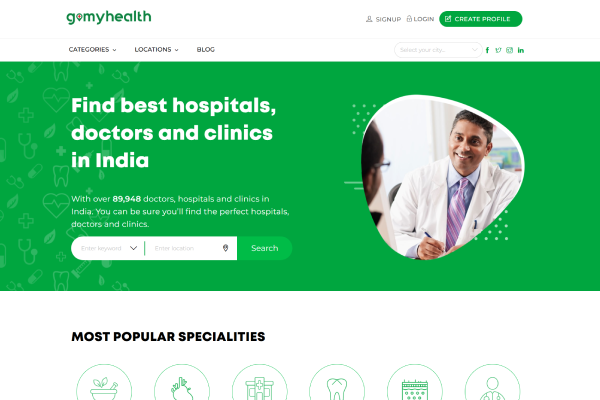 gomyhealth
SIGNUP
LOGIN
CREATE PROFILE
CATEGORIES
LOCATIONS
BLOG
Select your city...
Find best hospitals,
doctors and clinics
in India
With over 89,948 doctors, hospitals and clinics in
India. You can be sure you'll find the perfect hospitals,
doctors and clinics.
Enter keyword
Enter location
Search
MOST POPULAR SPECIALITIES